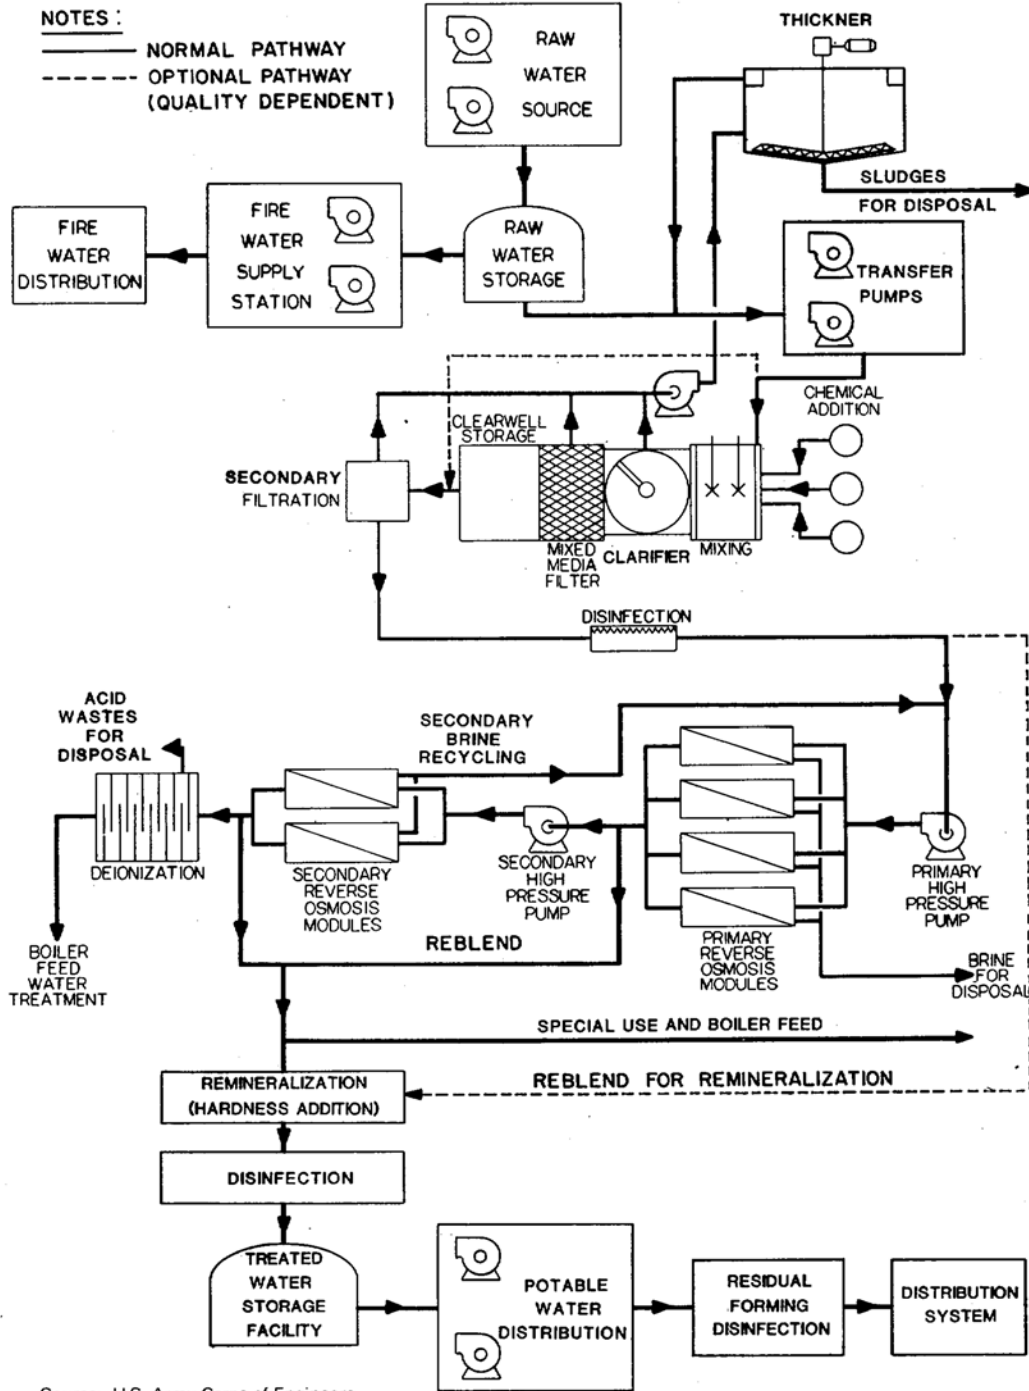 NOTES :
NORMAL PATHWAY
OPTIONAL PATHWAY
(QUALITY DEPENDENT)
RAW
WATER
SOURCE
THICKNER
SLUDGES
FOR DISPOSAL
FIRE
WATER
DISTRIBUTION
FIRE
WATER
SUPPLY
STATION
RAW
WATER
STORAGE
TRANSFER
PUMPS
CHEMICAL
ADDITION
CLEARWELL
STORAGE
SECONDARY
FILTRATION
MIXED
MEDIA
FILTER
CLARIFIER
MIXING
DISINFECTION
ACID
WASTES
FOR
DISPOSAL
SECONDARY
BRINE
RECYCLING
DEIONIZATION
SECONDARY
REVERSE
OSMOSIS
MODULES
SECONDARY
HIGH
PRESSURE
PUMP
PRIMARY
REVERSE
OSMOSIS
MODULES
PRIMARY
HIGH
PRESSURE
PUMP
BOILER
FEED
WATER
TREATMENT
REBLEND
BRINE
FOR
DISPOSAL
SPECIAL USE AND BOILER FEED
REMINERALIZATION
(HARDNESS ADDITION)
REBLEND FOR REMINERALIZATION
DISINFECTION
TREATED
WATER
STORAGE
FACILITY
POTABLE
WATER
DISTRIBUTION
RESIDUAL
FORMING
DISINFECTION
DISTRIBUTION
SYSTEM